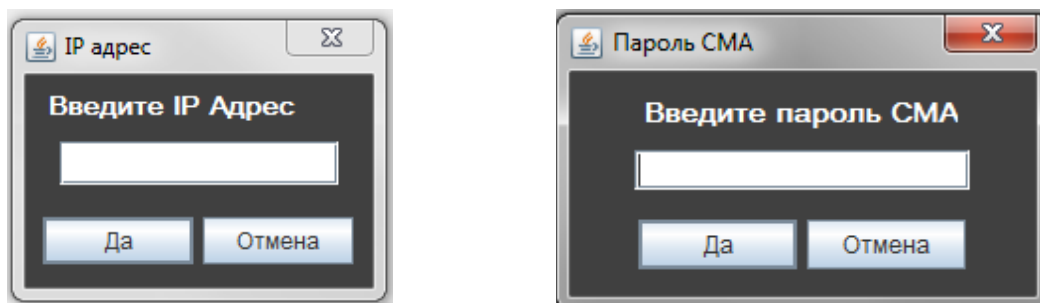 IP адрес
Введите IP Адрес
Да
Отмена
Пароль СМА
Введите пароль СМА
Да
Отмена